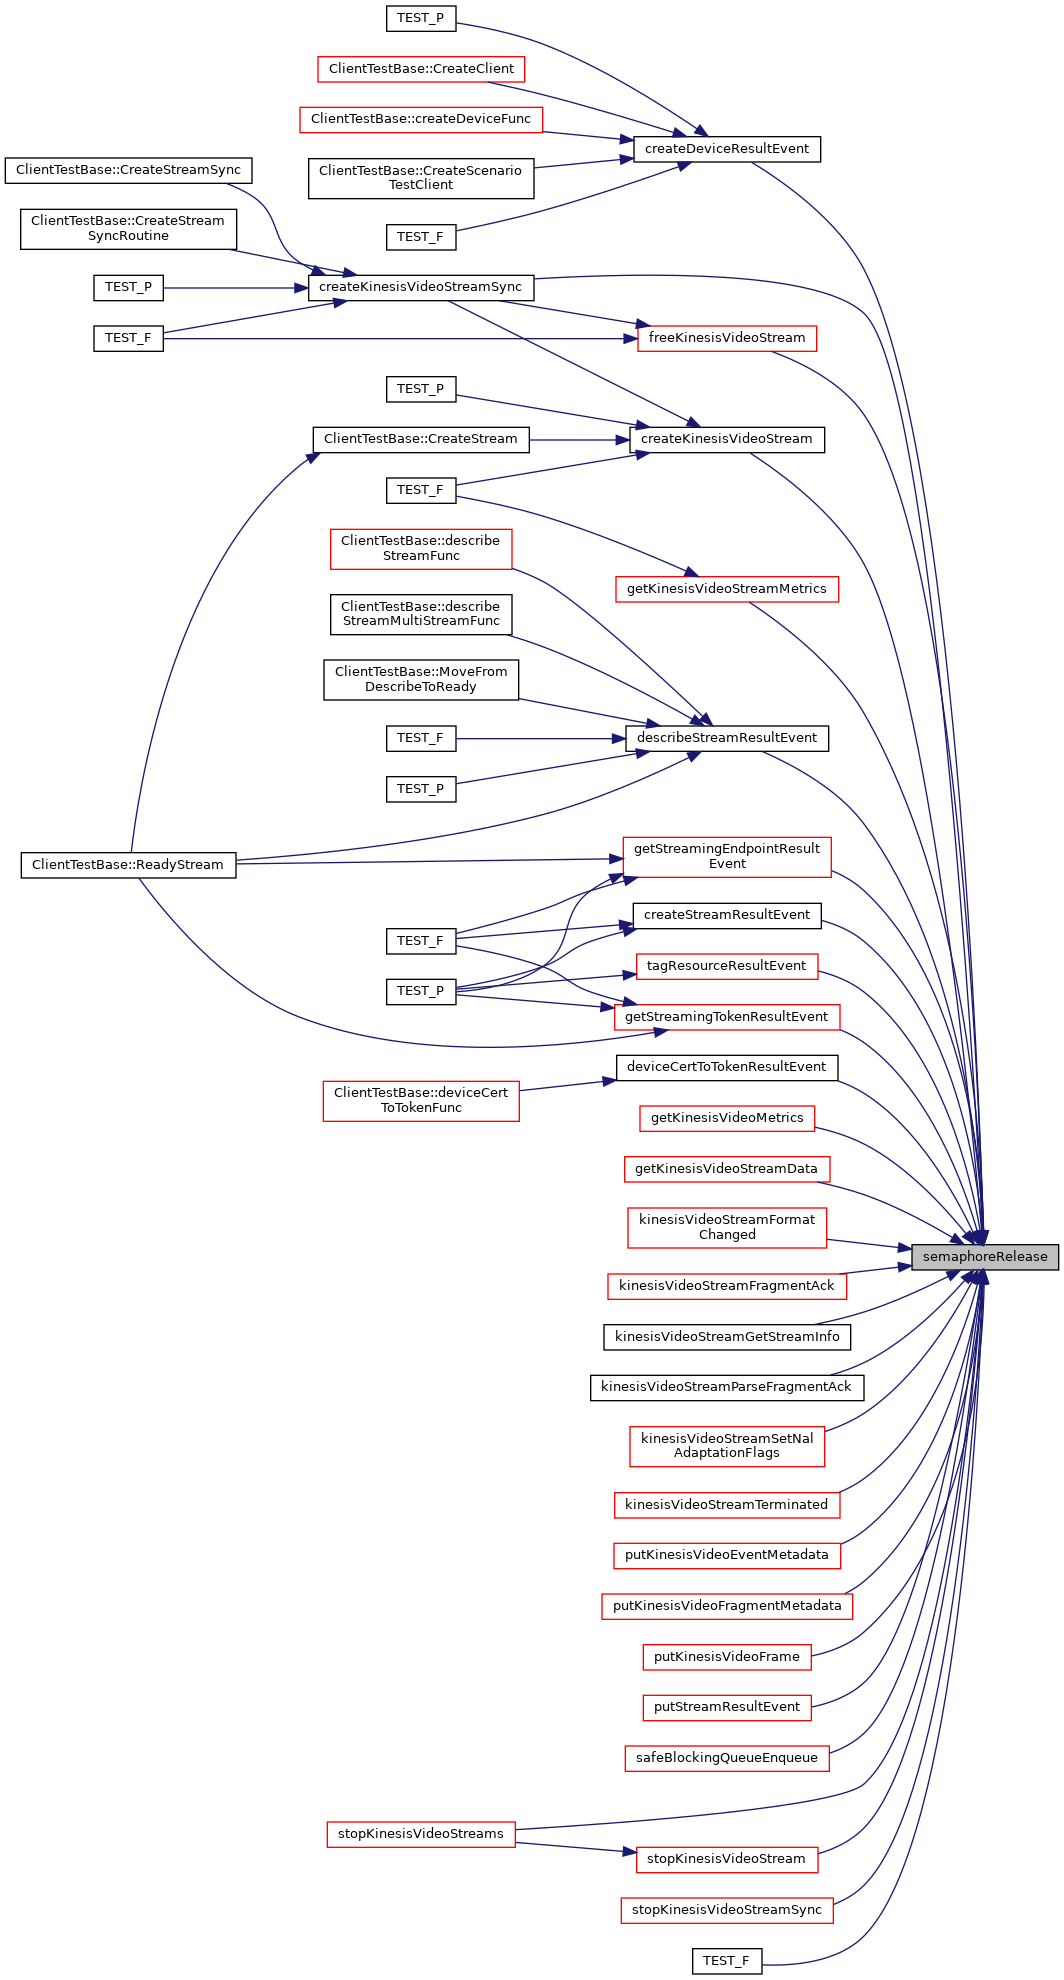 TEST_P
ClientTestBase::CreateClient
ClientTestBase::createDeviceFunc
createDeviceResultEvent
ClientTestBase::CreateScenario
TestClient
ClientTestBase::CreateStreamSync
ClientTestBase::CreateStream
SyncRoutine
TEST_F
TEST_P
createKinesisVideoStreamSync
TEST_F
freeKinesisVideoStream
TEST_P
ClientTestBase::CreateStream
createKinesisVideoStream
TEST_F
ClientTestBase::describe
StreamFunc
getKinesisVideoStreamMetrics
ClientTestBase::describe
StreamMultiStreamFunc
ClientTestBase::MoveFrom
DescribeToReady
TEST_F
describeStreamResultEvent
TEST_P
ClientTestBase::ReadyStream
getStreamingEndpointResult
Event
createStreamResultEvent
TEST_F
tagResourceResultEvent
TEST_P
getStreamingTokenResultEvent
deviceCertToTokenResultEvent
ClientTestBase::deviceCert
ToTokenFunc
getKinesisVideoMetrics
getKinesisVideoStreamData
kinesisVideoStreamFormat
Changed
semaphoreRelease
kinesisVideoStreamFragmentAck
kinesisVideoStreamGetStreamInfo
kinesisVideoStreamParseFragmentAck
kinesisVideoStreamSetNal
AdaptationFlags
kinesisVideoStreamTerminated
putKinesisVideoEventMetadata
putKinesisVideoFragmentMetadata
putKinesisVideoFrame
putStreamResultEvent
safeBlockingQueueEnqueue
stopKinesisVideoStreams
stopKinesisVideoStream
stopKinesisVideoStreamSync
TEST_F